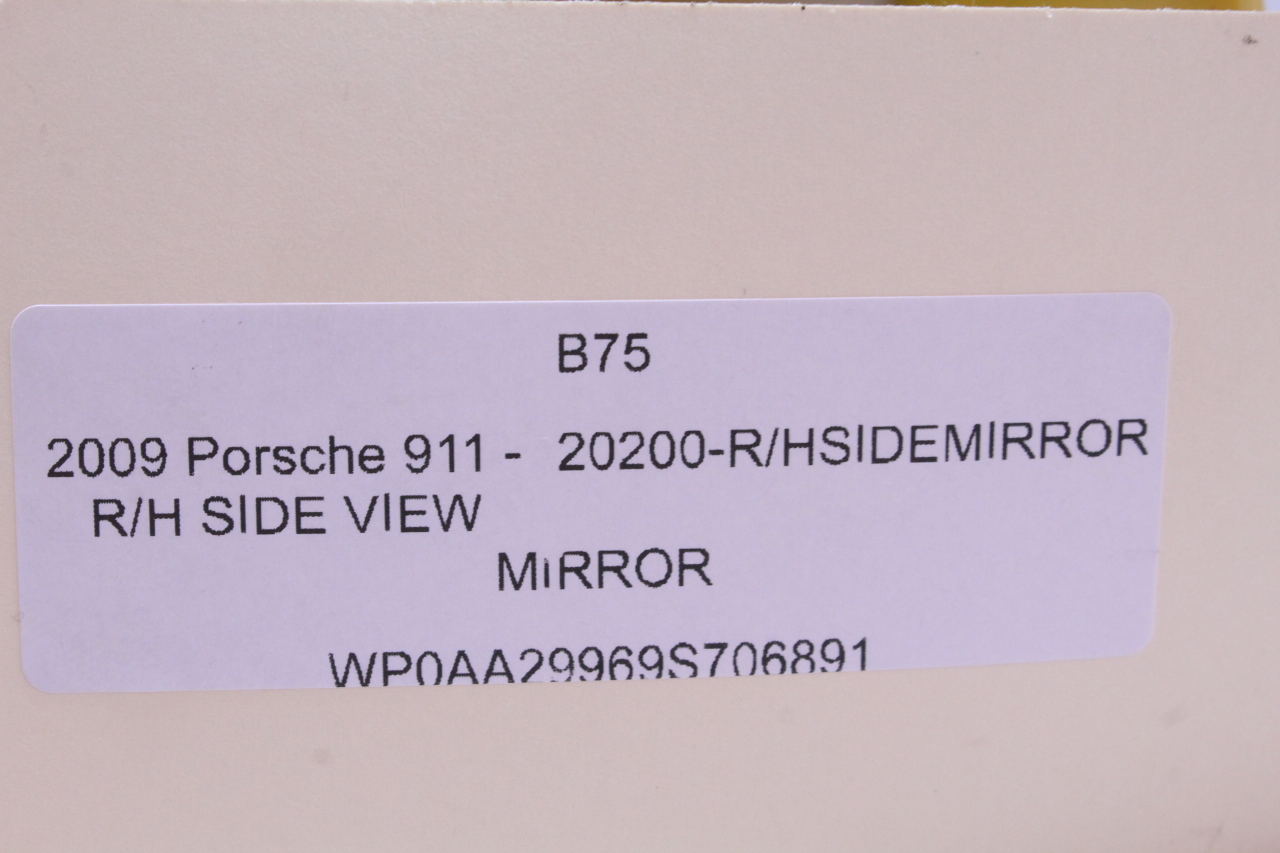 B75
2009 Porsche 911 - 20200-R/HSIDEMIRROR
R/H SIDE VIEW
MiRROR
WP0AA29969S706891